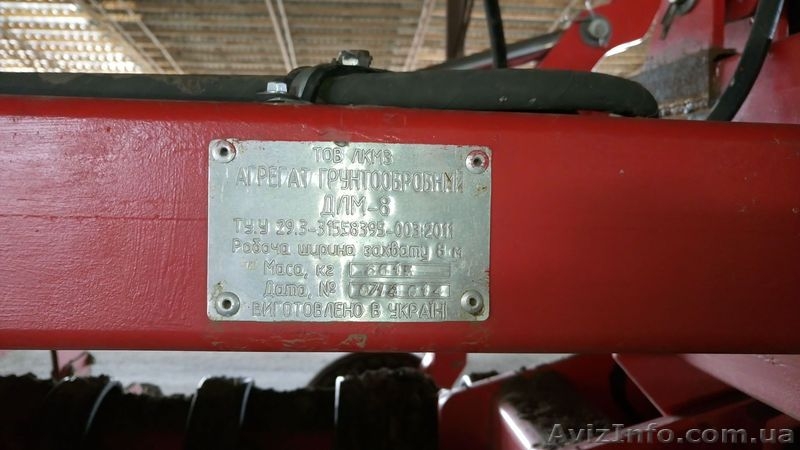 ТОВ ЛКМЗ
АГРЕГАТ ГРУНТООБРОБНИЙ
ДЛМ-8
ТУ.У 29.3-31558395-003:2011
Робоча ширина захвату 8 м
Маса, кг
Дата, №
ВИГОТОВЛЕНО В УКРАЇНІ
AvizInfo.com.ua